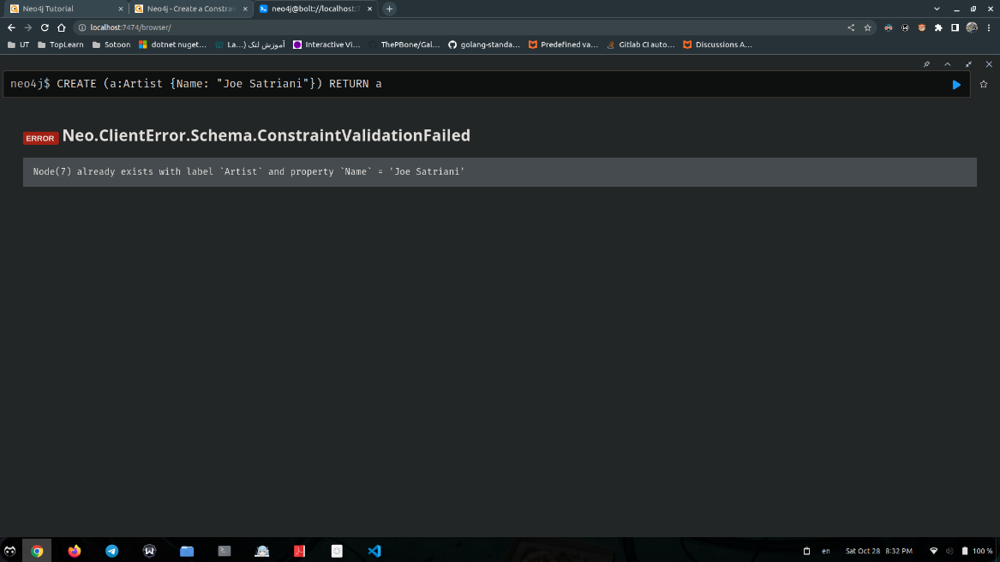 Neo4j Tutorial
Neo4j - Create a Constrain
neo4j@bolt://localhost:7
localhost:7474/browser/
UT
TopLearn
Sotoon
dotnet nuget...
La...( آموزش لتک
Interactive Vi...
ThePBone/Gal...
golang-standa...
Predefined va...
Gitlab CI auto...
Discussions A...
neo4j$ CREATE (a:Artist {Name: "Joe Satriani"}) RETURN a
ERROR Neo.ClientError.Schema.ConstraintValidationFailed
Node(7) already exists with label `Artist` and property `Name` = 'Joe Satriani'
en
Sat Oct 28 8:32 PM
100 %